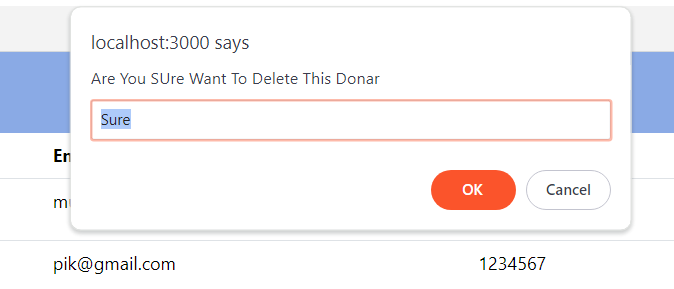 localhost:3000 says
Are You SUre Want To Delete This Donar
Sure
OK Cancel
pik@gmail.com 1234567